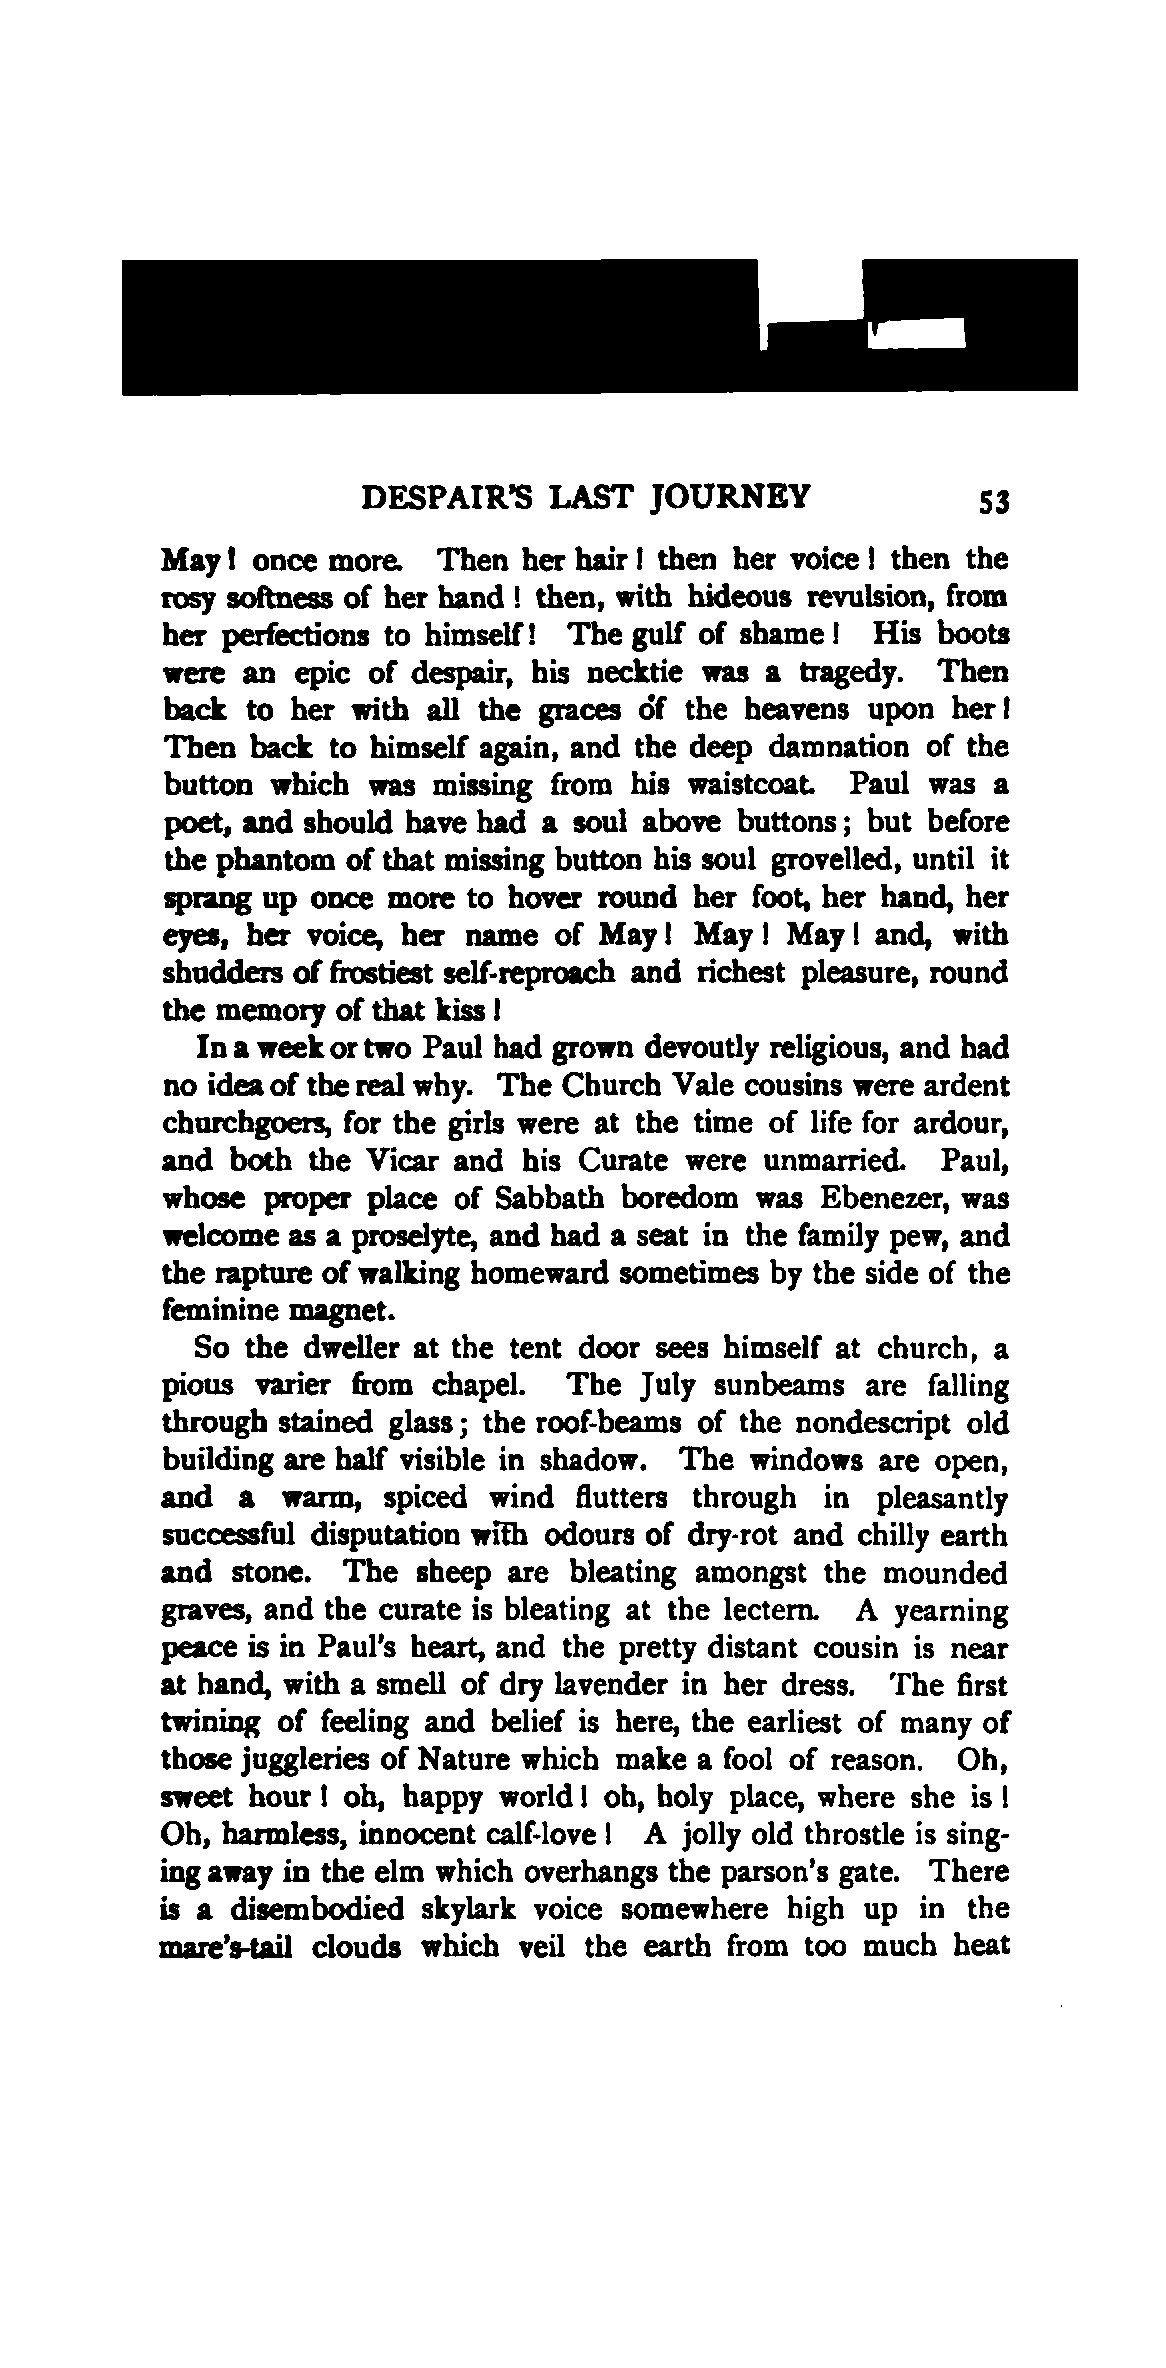 DESPAIR'S LAST JOURNEY 53
May! once more. Then her hair! then her voice! then the
rosy softness of her hand! then, with hideous revulsion, from
her perfections to himself! The gulf of shame! His boots
were an epic of despair, his necktie was a tragedy. Then
back to her with all the graces of the heavens upon her!
Then back to himself again, and the deep damnation of the
button which was missing from his waistcoat. Paul was a
poet, and should have had a soul above buttons; but before
the phantom of that missing button his soul grovelled, until it
sprang up once more to hover round her foot, her hand, her
eyes, her voice, her name of May! May! May! and, with
shudders of frostiest self-reproach and richest pleasure, round
the memory of that kiss!
In a week or two Paul had grown devoutly religious, and had
no idea of the real why. The Church Vale cousins were ardent
churchgoers, for the girls were at the time of life for ardour,
and both the Vicar and his Curate were unmarried. Paul,
whose proper place of Sabbath boredom was Ebenezer, was
welcome as a proselyte, and had a seat in the family pew, and
the rapture of walking homeward sometimes by the side of the
feminine magnet.
So the dweller at the tent door sees himself at church, a
pious varier from chapel. The July sunbeams are falling
through stained glass; the roof-beams of the nondescript old
building are half visible in shadow. The windows are open,
and a warm, spiced wind flutters through in pleasantly
successful disputation with odours of dry-rot and chilly earth
and stone. The sheep are bleating amongst the mounded
graves, and the curate is bleating at the lectern. A yearning
peace is in Paul's heart, and the pretty distant cousin is near
at hand, with a smell of dry lavender in her dress. The first
twining of feeling and belief is here, the earliest of many of
those juggleries of Nature which make a fool of reason. Oh,
sweet hour! oh, happy world! oh, holy place, where she is!
Oh, harmless, innocent calf-love! A jolly old throstle is sing-
ing away in the elm which overhangs the parson's gate. There
is a disembodied skylark voice somewhere high up in the
mare's-tail clouds which veil the earth from too much heat